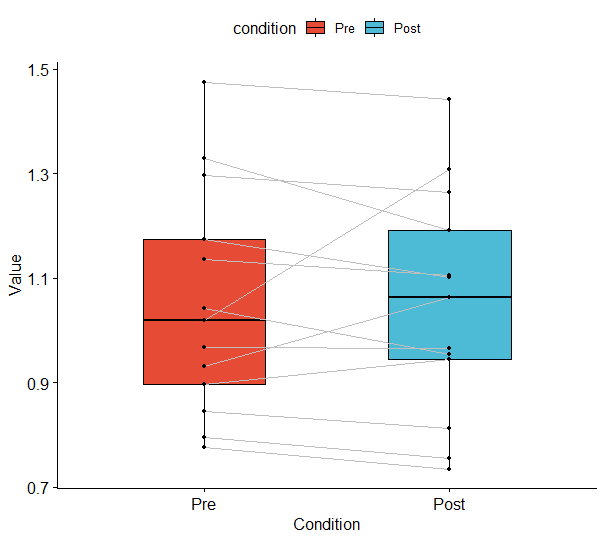 condition Pre Post
1.5
1.3
1.1
0.9
0.7
Value
Pre Post
Condition